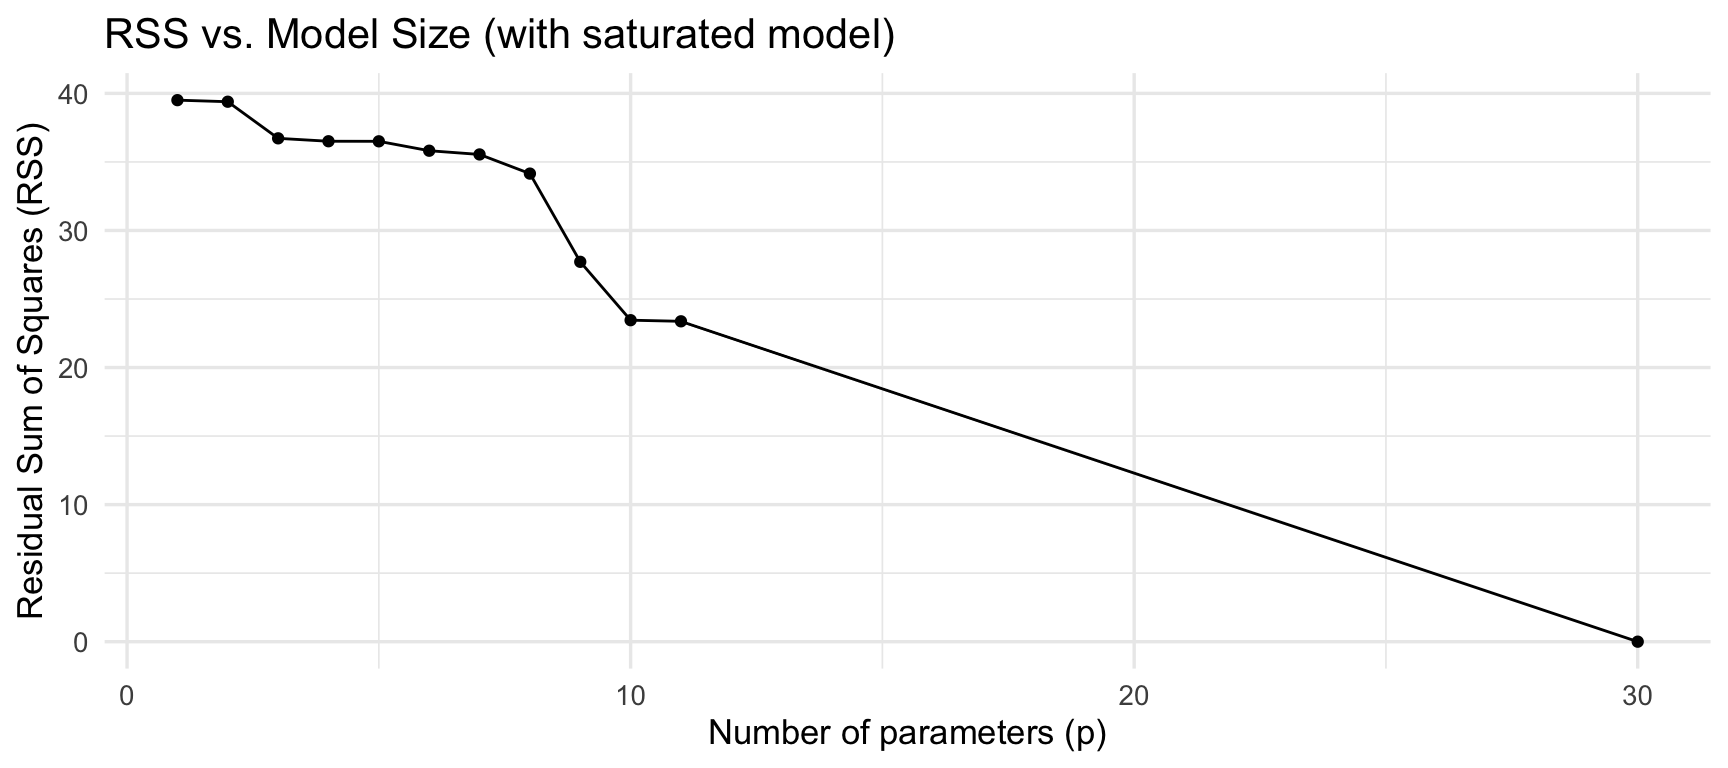 RSS vs. Model Size (with saturated model)
Residual Sum of Squares (RSS)
40
30
20
10
0
0 10 20 30
Number of parameters (p)